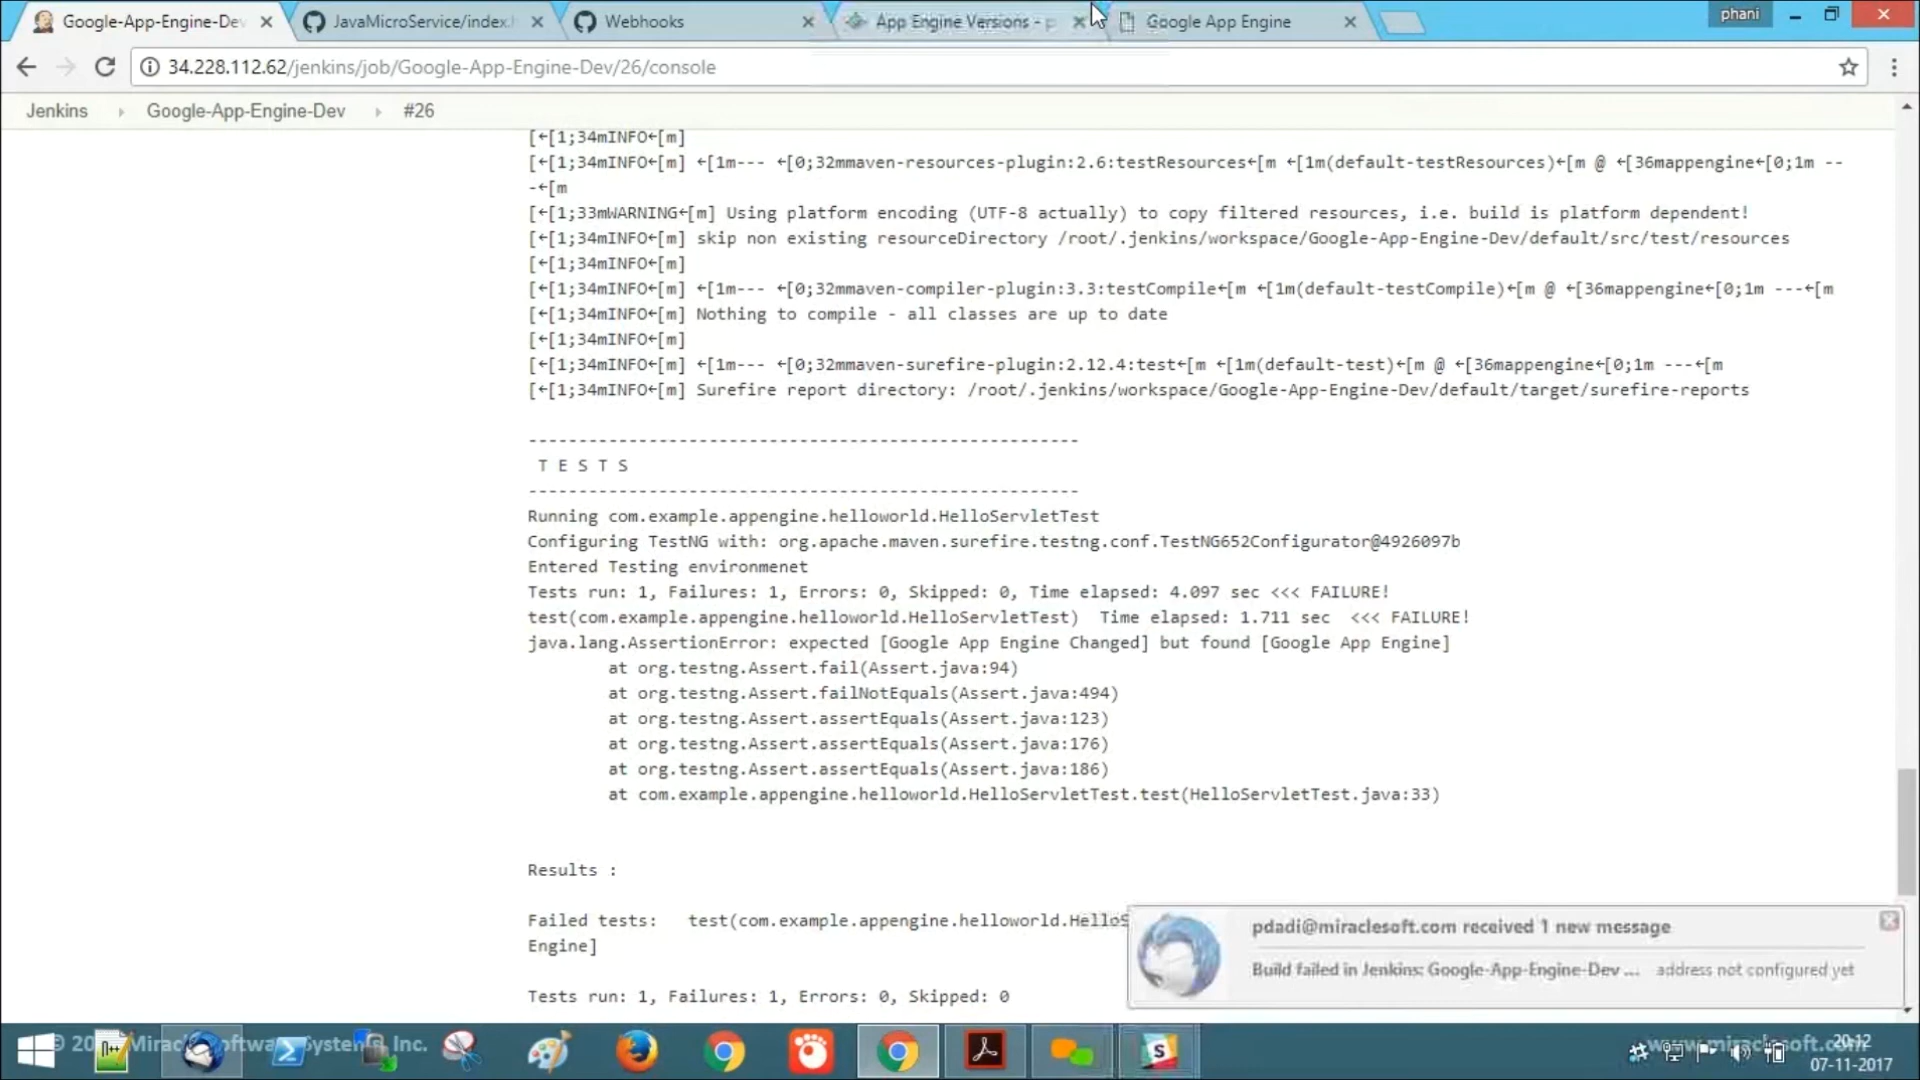 Google-App-Engine-Dev
JavaMicroService/index.
Webhooks
App Engine Versions - p
Google App Engine
phani
34.228.112.62/jenkins/job/Google-App-Engine-Dev/26/console
Jenkins
Google-App-Engine-Dev
#26
[←[1;34mINFO←[m]
[←[1;34mINFO←[m] ←[1m--- ←[0;32mmaven-resources-plugin:2.6:testResources←[m ←[1m(default-testResources)←[m @ ←[36mappengine←[0;1m --
-←[m
[←[1;33mWARNING←[m] Using platform encoding (UTF-8 actually) to copy filtered resources, i.e. build is platform dependent!
[←[1;34mINFO←[m] skip non existing resourceDirectory /root/.jenkins/workspace/Google-App-Engine-Dev/default/src/test/resources
[←[1;34mINFO←[m]
[←[1;34mINFO←[m] ←[1m--- ←[0;32mmaven-compiler-plugin:3.3:testCompile←[m ←[1m(default-testCompile)←[m @ ←[36mappengine←[0;1m ---←[m
[←[1;34mINFO←[m] Nothing to compile - all classes are up to date
[←[1;34mINFO←[m]
[←[1;34mINFO←[m] ←[1m--- ←[0;32mmaven-surefire-plugin:2.12.4:test←[m ←[1m(default-test)←[m @ ←[36mappengine←[0;1m ---←[m
[←[1;34mINFO←[m] Surefire report directory: /root/.jenkins/workspace/Google-App-Engine-Dev/default/target/surefire-reports
-------------------------------------------------------
T E S T S
-------------------------------------------------------
Running com.example.appengine.helloworld.HelloServletTest
Configuring TestNG with: org.apache.maven.surefire.testng.conf.TestNG652Configurator@4926097b
Entered Testing environmenet
Tests run: 1, Failures: 1, Errors: 0, Skipped: 0, Time elapsed: 4.097 sec <<< FAILURE!
test(com.example.appengine.helloworld.HelloServletTest)  Time elapsed: 1.711 sec  <<< FAILURE!
java.lang.AssertionError: expected [Google App Engine Changed] but found [Google App Engine]
at org.testng.Assert.fail(Assert.java:94)
at org.testng.Assert.failNotEquals(Assert.java:494)
at org.testng.Assert.assertEquals(Assert.java:123)
at org.testng.Assert.assertEquals(Assert.java:176)
at org.testng.Assert.assertEquals(Assert.java:186)
at com.example.appengine.helloworld.HelloServletTest.test(HelloServletTest.java:33)
Results :
Failed tests:   test(com.example.appengine.helloworld.HelloS
Engine]
Tests run: 1, Failures: 1, Errors: 0, Skipped: 0
pdadi@miraclesoft.com received 1 new message
Build failed in Jenkins: Google-App-Engine-Dev ... address not configured yet
Inc.
20:12
07-11-2017